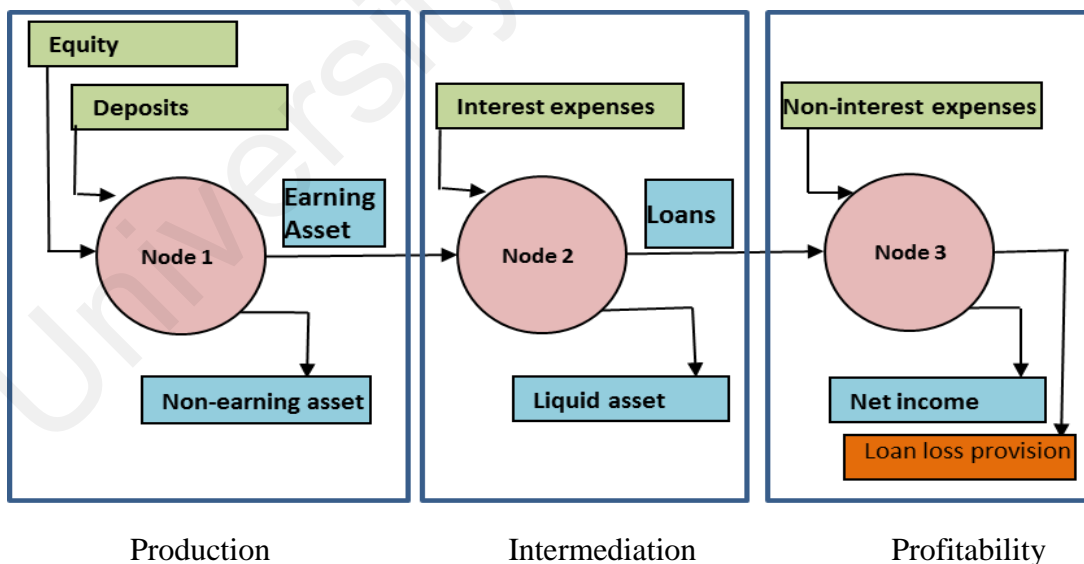 University
Equity
Deposits
Interest expenses
Non-interest expenses
Earning
Asset
Loans
Node 1
Node 2
Node 3
Non-earning asset
Liquid asset
Net income
Loan loss provision
Production
Intermediation
Profitability